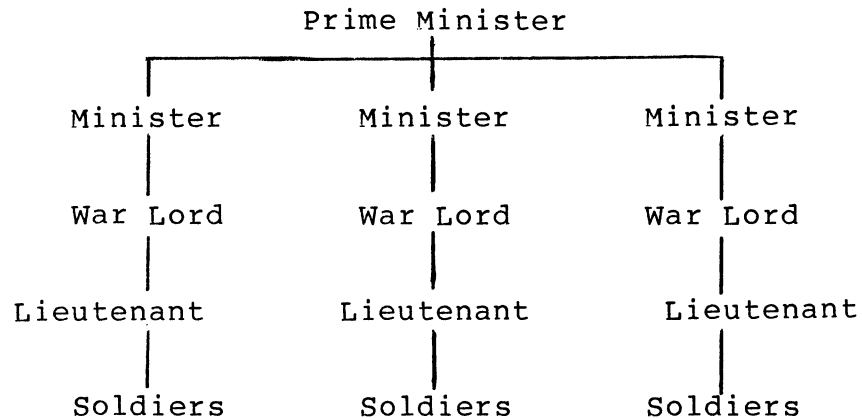 Prime Minister
Minister Minister Minister
War Lord War Lord War Lord
Lieutenant Lieutenant Lieutenant
Soldiers Soldiers Soldiers